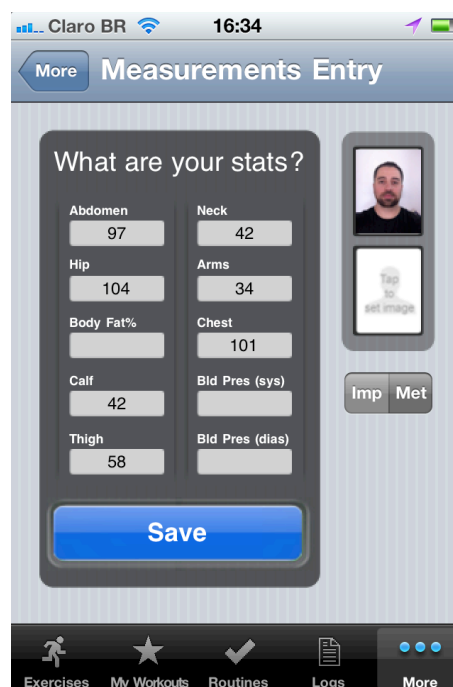 Claro BR 16:34
More Measurements Entry
What are your stats?
Abdomen Neck
97 42
Hip Arms
104 34
Body Fat% Chest
101
Calf Bld Pres (sys)
42
Thigh Bld Pres (dias)
58
Save
Tap
to
set image
Imp Met
Exercises My Workouts Routines Logs More